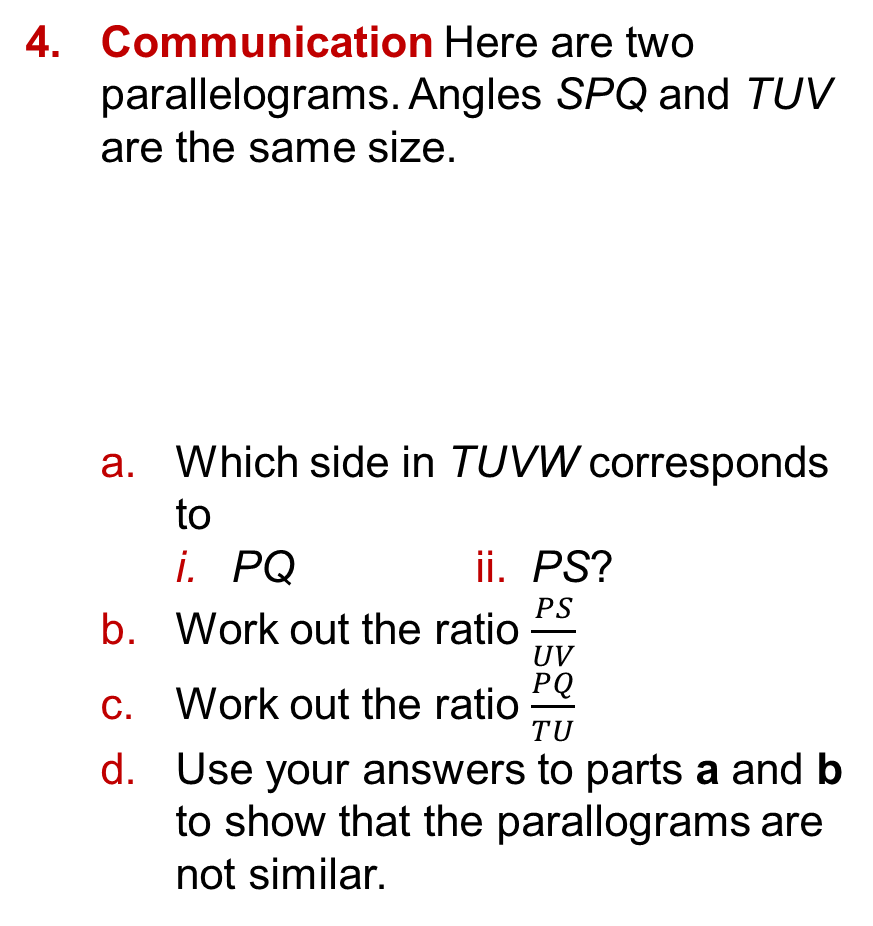 4. Communication Here are two
parallelograms. Angles SPQ and TUV
are the same size.
a. Which side in TUVW corresponds
to
i. PQ ii. PS?
b. Work out the ratio PS/UV
c. Work out the ratio PQ/TU
d. Use your answers to parts a and b
to show that the parallograms are
not similar.